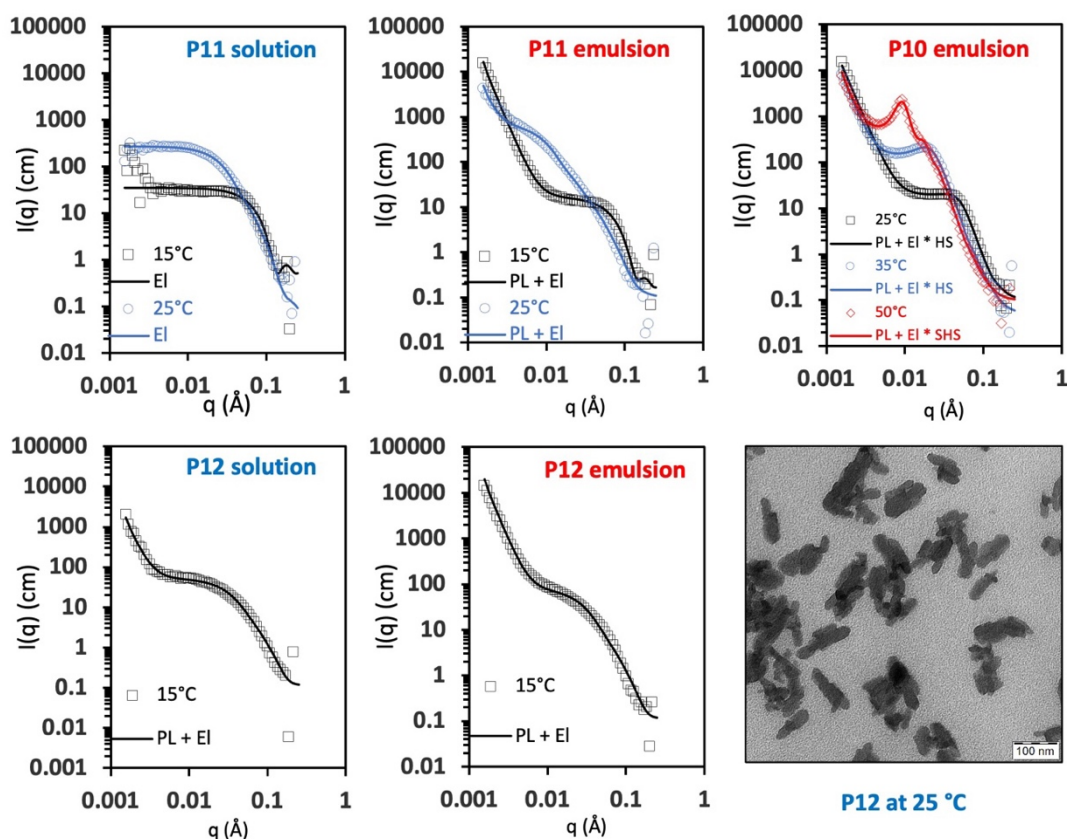 P11 solution
100000
10000
1000
100
10
1
0.1
0.01
I(q) (cm)
15°C
El
25°C
El
0.001
0.01
0.1
1
q (Å)
P11 emulsion
100000
10000
1000
100
10
1
0.1
0.01
I(q) (cm)
15°C
PL + El
25°C
PL + El
0.001
0.01
0.1
1
q (Å)
P10 emulsion
100000
10000
1000
100
10
1
0.1
0.01
I(q) (cm)
25°C
PL + El * HS
35°C
PL + El * HS
50°C
PL + El * SHS
0.001
0.01
0.1
1
q (Å)
P12 solution
100000
10000
1000
100
10
1
0.1
0.01
0.001
I(q) (cm)
15°C
PL + El
0.001
0.01
0.1
1
q (Å)
P12 emulsion
100000
10000
1000
100
10
1
0.1
0.01
I(q) (cm)
15°C
PL + El
0.001
0.01
0.1
1
q (Å)
100 nm
P12 at 25 °C